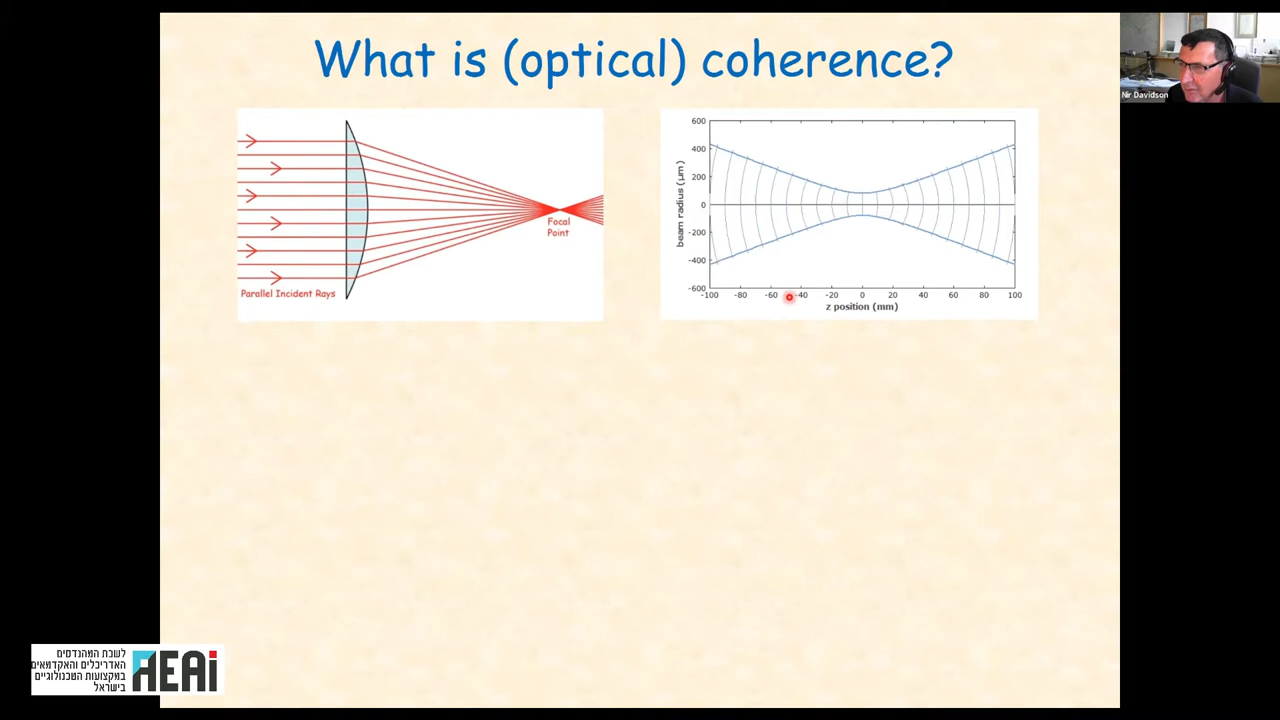 What is (optical) coherence?
Nir Davidson
Focal
Point
Parallel Incident Rays
beam radius (µm)
600
400
200
0
-200
-400
-600
-100 -80 -60 -40 -20 0 20 40 60 80 100
z position (mm)
לשכת המהנדסים
האדריכלים והאקדמאים
במקצועות הטכנולוגיים
בישראל
AEAi